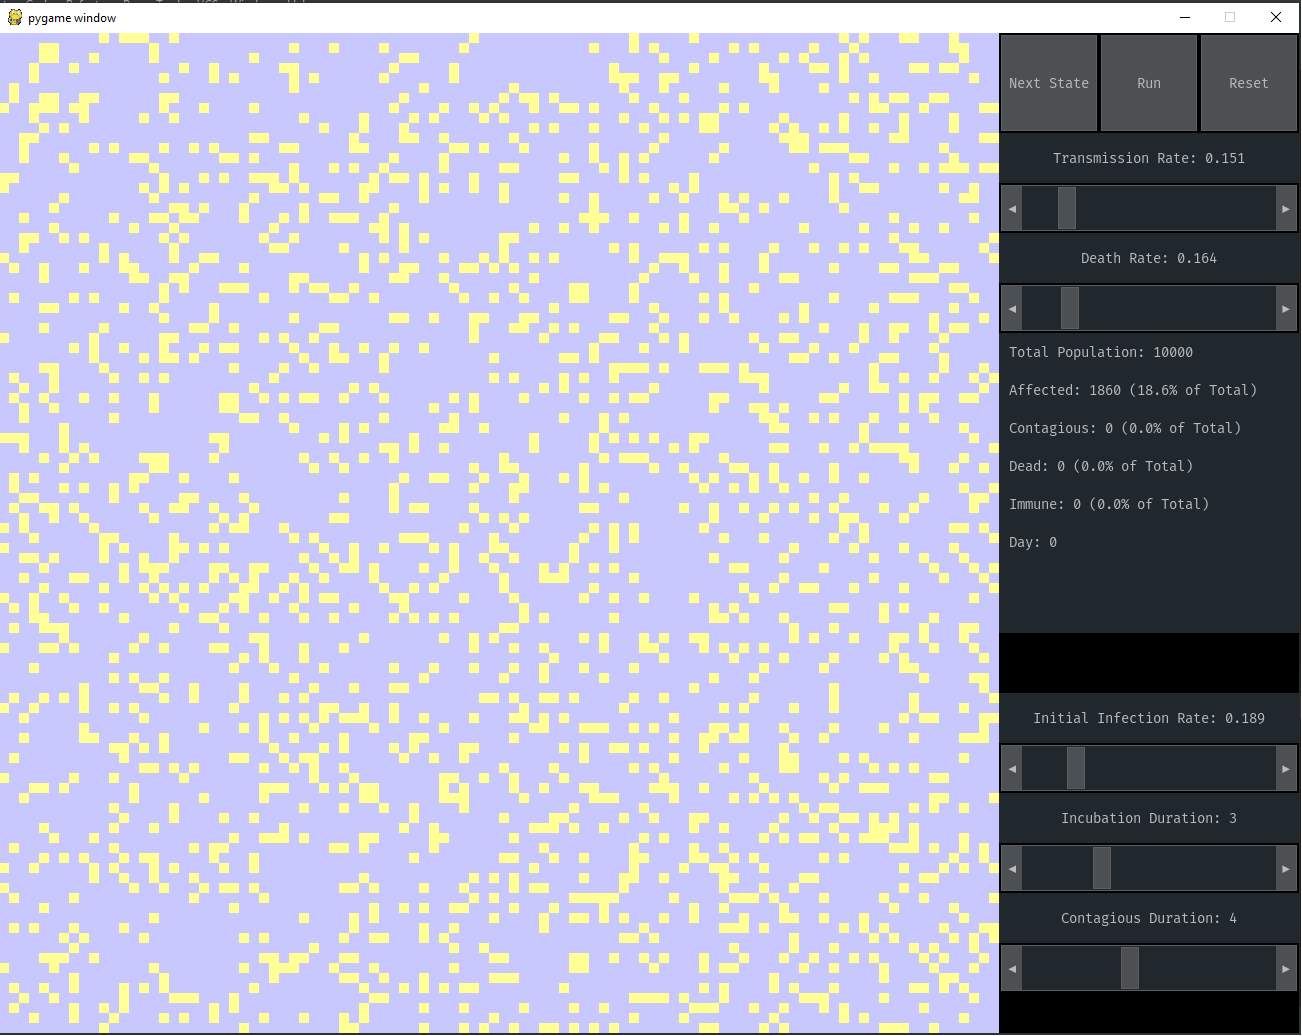 pygame window
Next State
Run
Reset
Transmission Rate: 0.151
Death Rate: 0.164
Total Population: 10000
Affected: 1860 (18.6% of Total)
Contagious: 0 (0.0% of Total)
Dead: 0 (0.0% of Total)
Immune: 0 (0.0% of Total)
Day: 0
Initial Infection Rate: 0.189
Incubation Duration: 3
Contagious Duration: 4